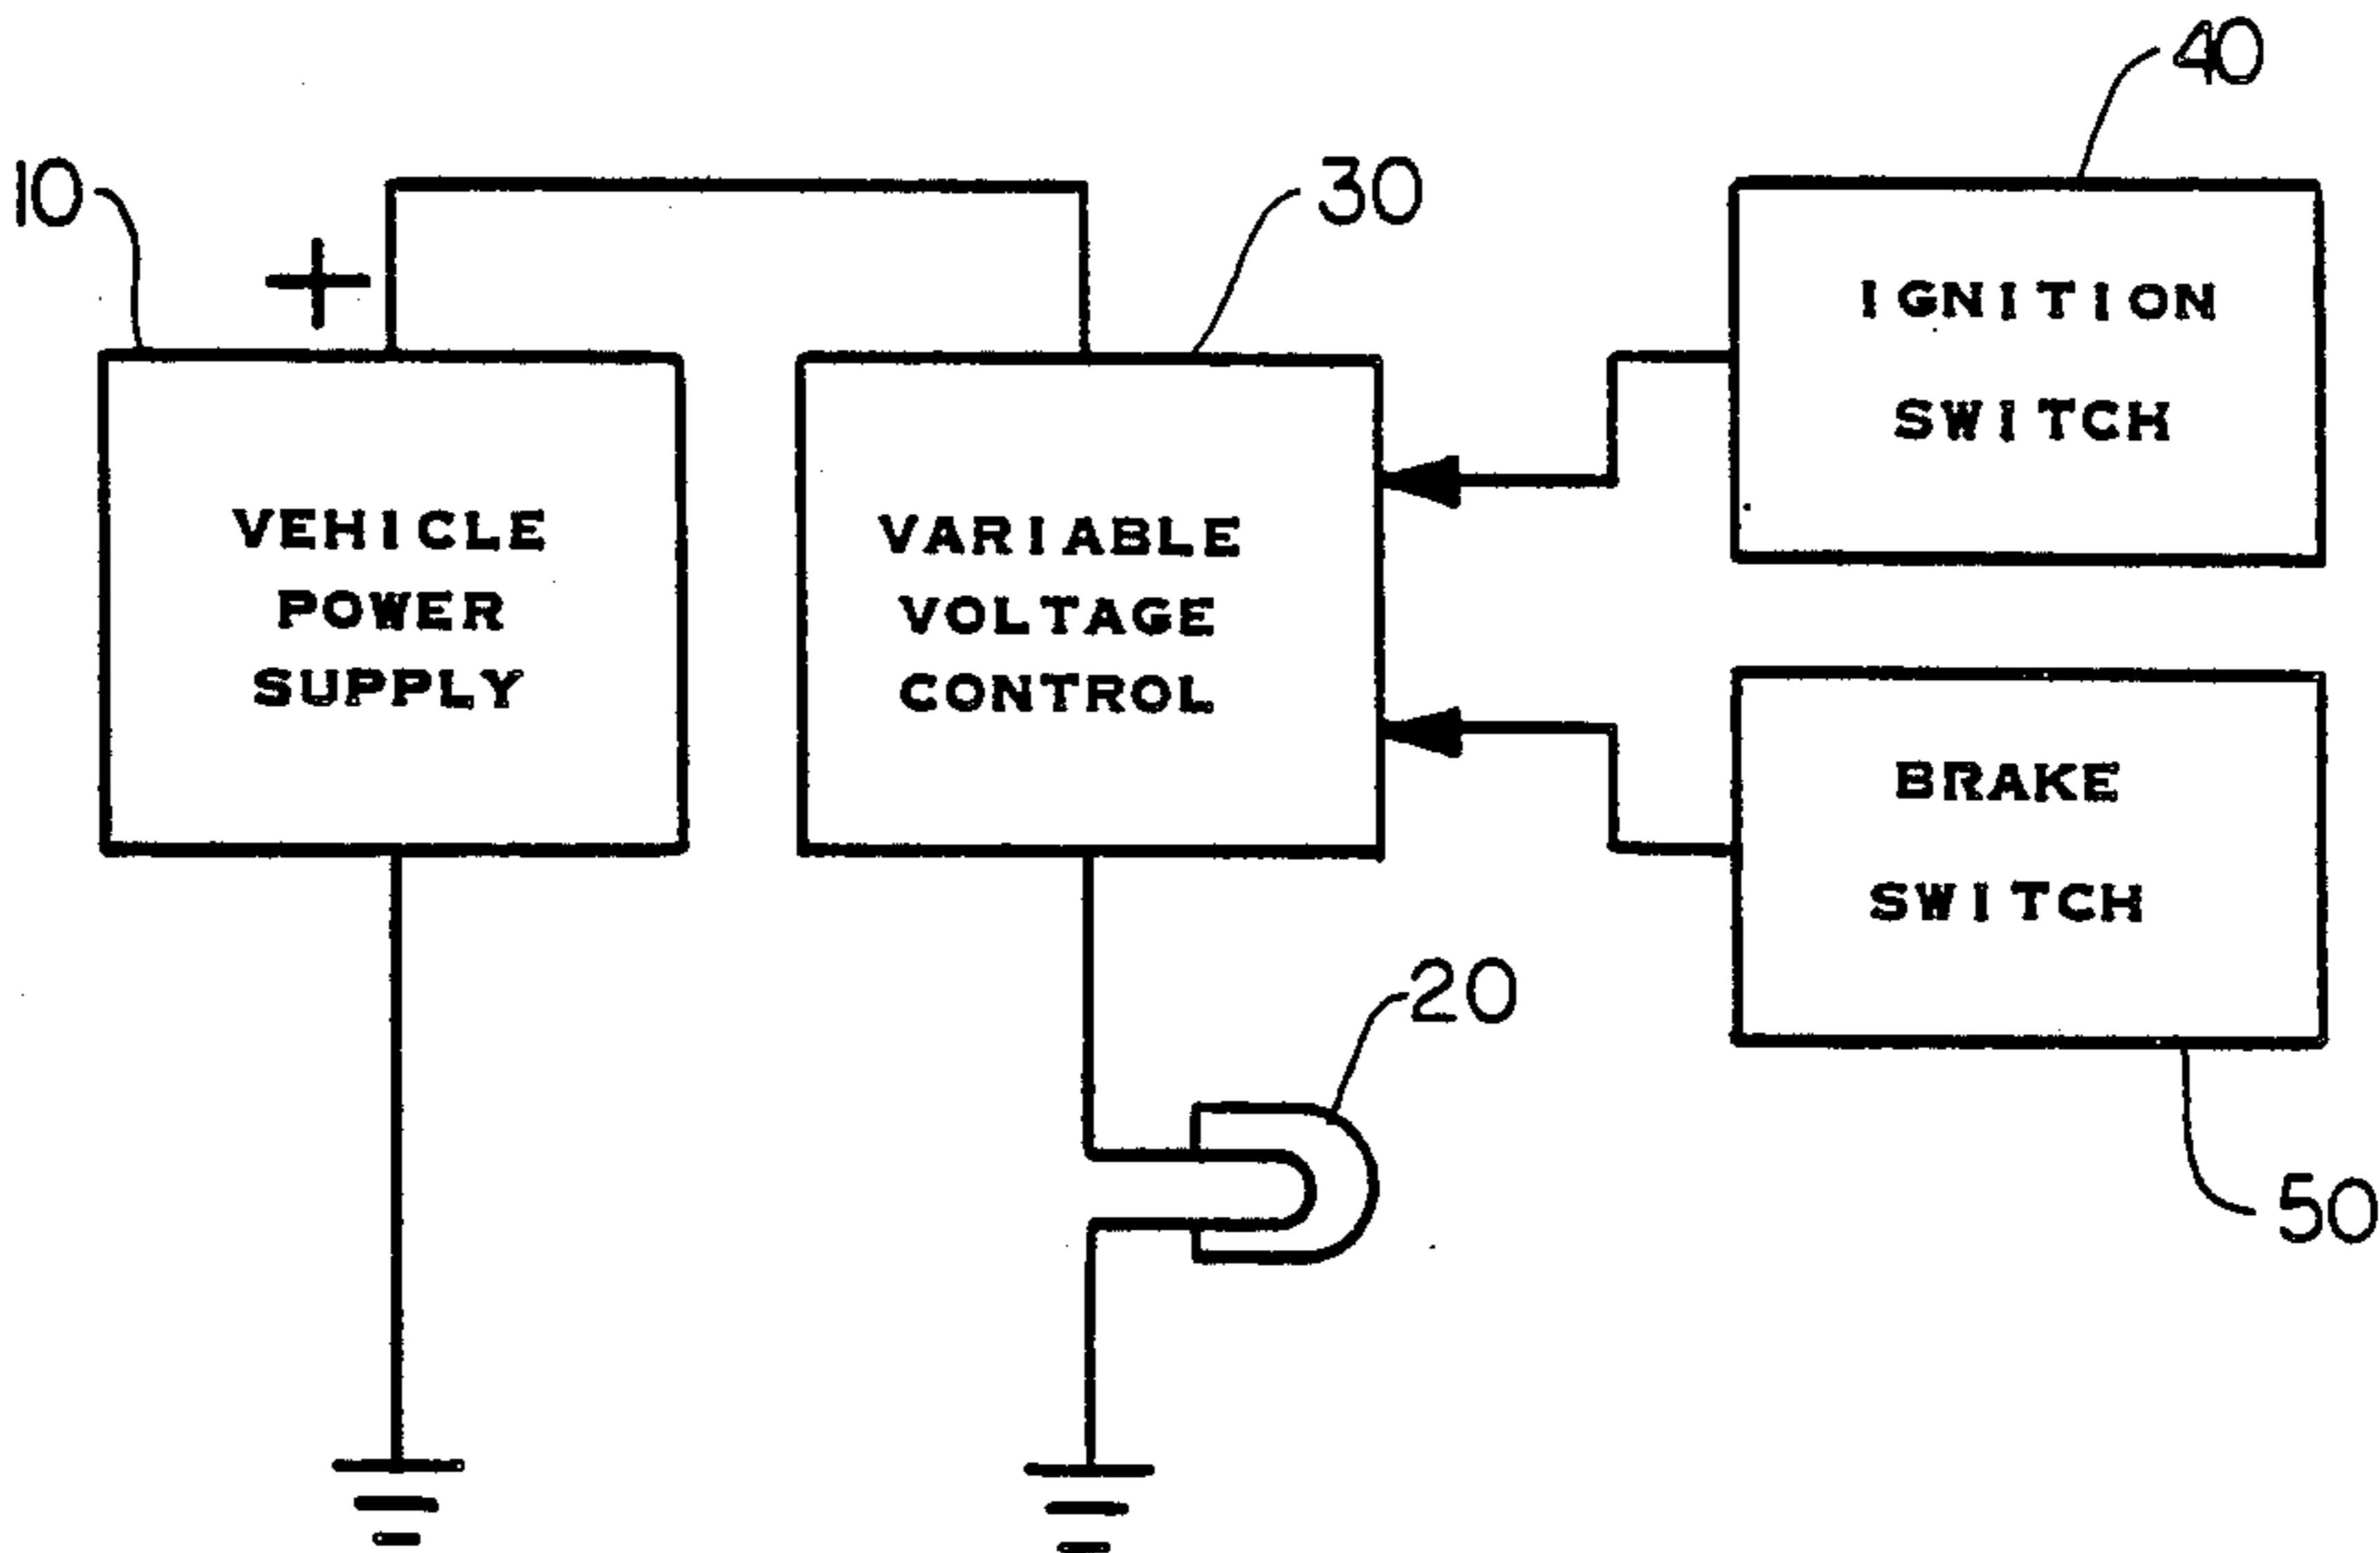 40
10
30
+
IGNITION
SWITCH
VEHICLE
POWER
SUPPLY
VARIABLE
VOLTAGE
CONTROL
BRAKE
SWITCH
20
50